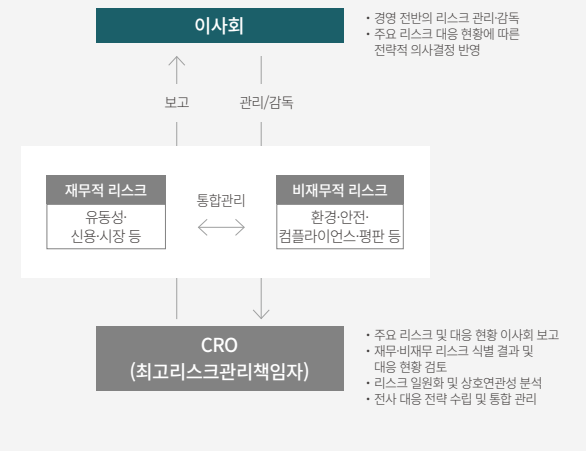 이사회
・경영 전반의 리스크 관리·감독
・주요 리스크 대응 현황에 따른
전략적 의사결정 반영
보고
관리/감독
재무적 리스크
유동성·
신용·시장 등
통합관리
비재무적 리스크
환경·안전·
컴플라이언스·평판 등
CRO
(최고리스크관리책임자)
・주요 리스크 및 대응 현황 이사회 보고
・재무·비재무 리스크 식별 결과 및
대응 현황 검토
・리스크 일원화 및 상호연관성 분석
・전사 대응 전략 수립 및 통합 관리